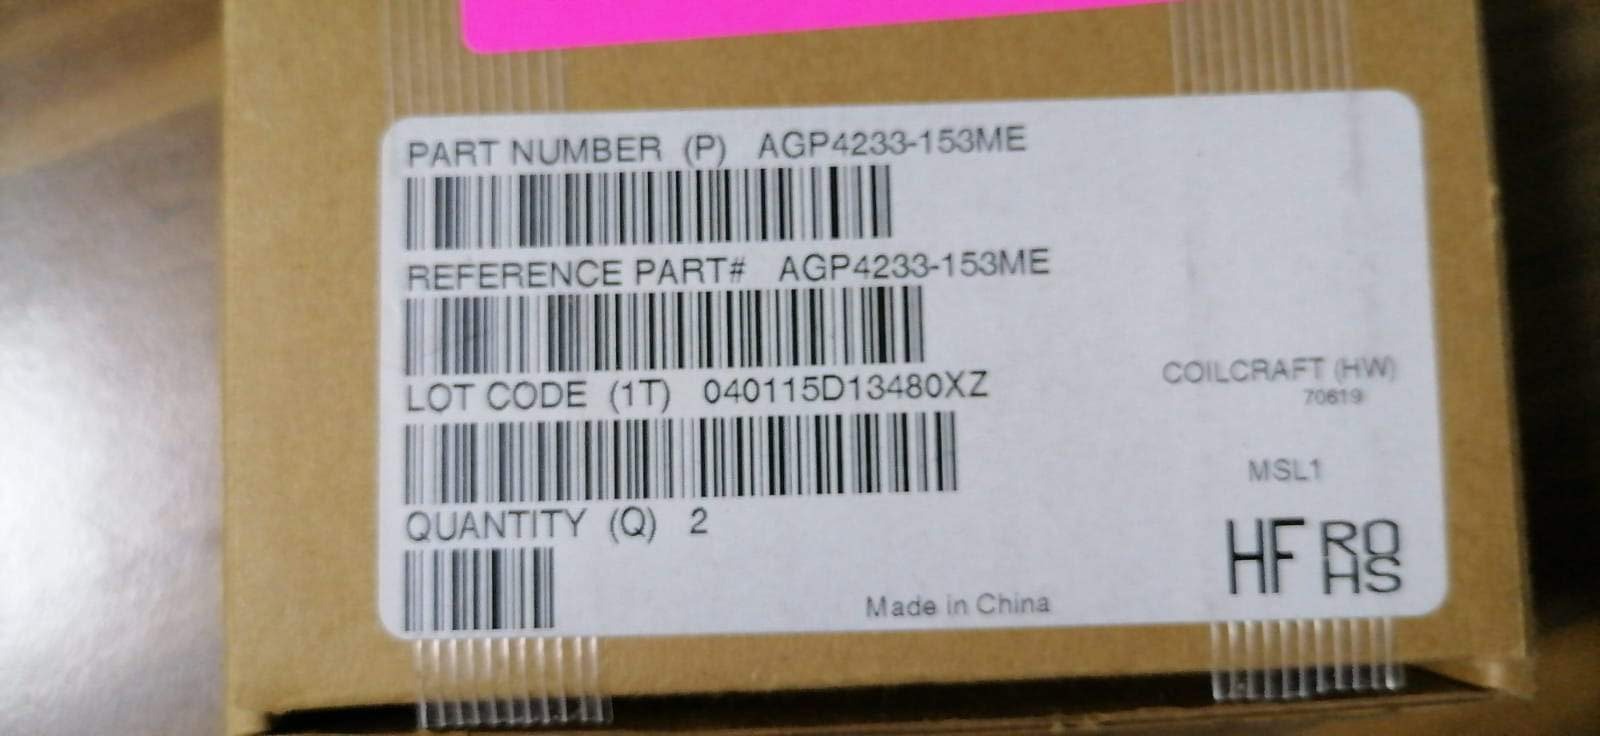 PART NUMBER (P) AGP4233-153ME
REFERENCE PART# AGP4233-153ME
LOT CODE (1T) 040115D13480XZ
COILCRAFT (HW)
70619
MSL1
QUANTITY (Q) 2
HF RO
HS
Made in China